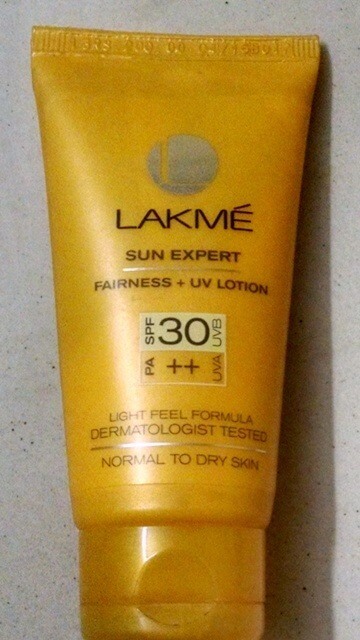 LAKMÉ
SUN EXPERT
FAIRNESS + UV LOTION
SPF 30 UVB
PA ++ UVA
LIGHT FEEL FORMULA
DERMATOLOGIST TESTED
NORMAL TO DRY SKIN